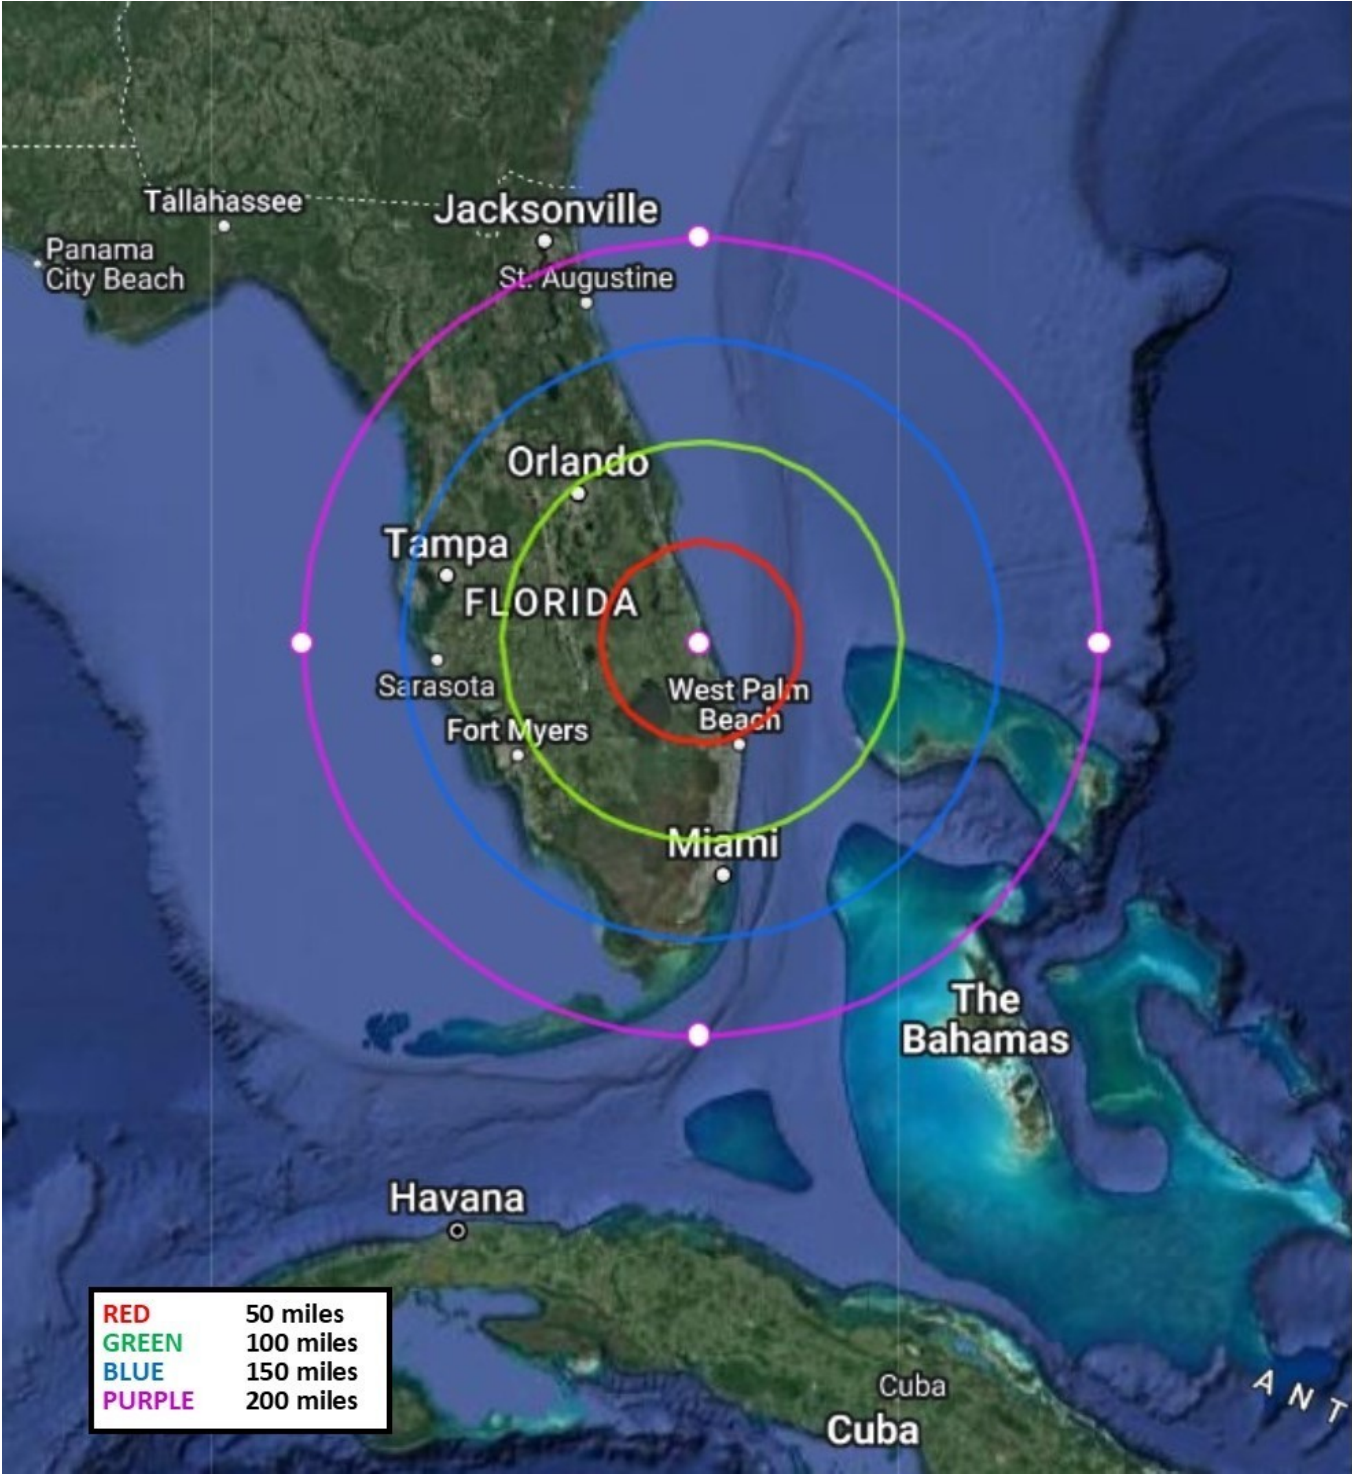 Tallahassee
Jacksonville
Panama
City Beach
St. Augustine
Orlando
Tampa
FLORIDA
Sarasota
West Palm
Beach
Fort Myers
Miami
The
Bahamas
Havana
RED 50 miles
GREEN 100 miles
BLUE 150 miles
PURPLE 200 miles
Cuba
Cuba
ANT